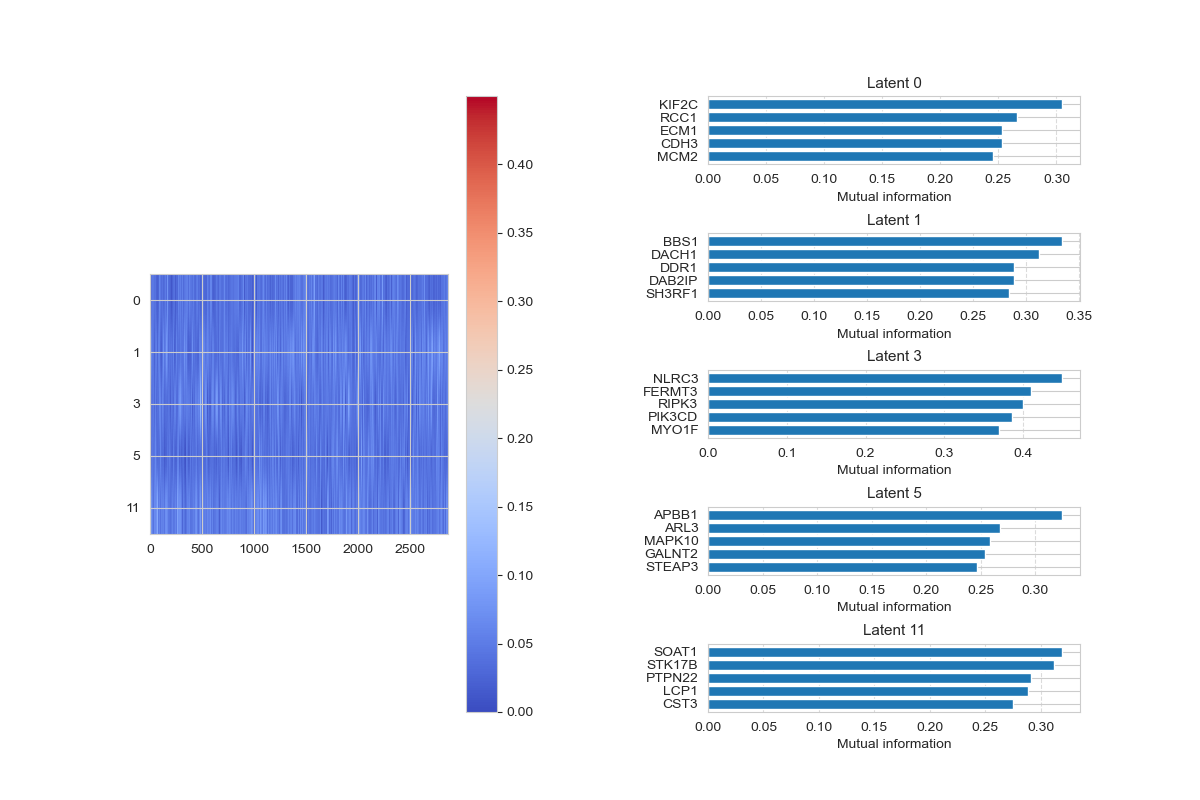 0
1
3
5
11
0 500 1000 1500 2000 2500
0.40
0.35
0.30
0.25
0.20
0.15
0.10
0.05
0.00
Latent 0
KIF2C
RCC1
ECM1
CDH3
MCM2
0.00 0.05 0.10 0.15 0.20 0.25 0.30
Mutual information
Latent 1
BBS1
DACH1
DDR1
DAB2IP
SH3RF1
0.00 0.05 0.10 0.15 0.20 0.25 0.30 0.35
Mutual information
Latent 3
NLRC3
FERMT3
RIPK3
PIK3CD
MYO1F
0.0 0.1 0.2 0.3 0.4
Mutual information
Latent 5
APBB1
ARL3
MAPK10
GALNT2
STEAP3
0.00 0.05 0.10 0.15 0.20 0.25 0.30
Mutual information
Latent 11
SOAT1
STK17B
PTPN22
LCP1
CST3
0.00 0.05 0.10 0.15 0.20 0.25 0.30
Mutual information